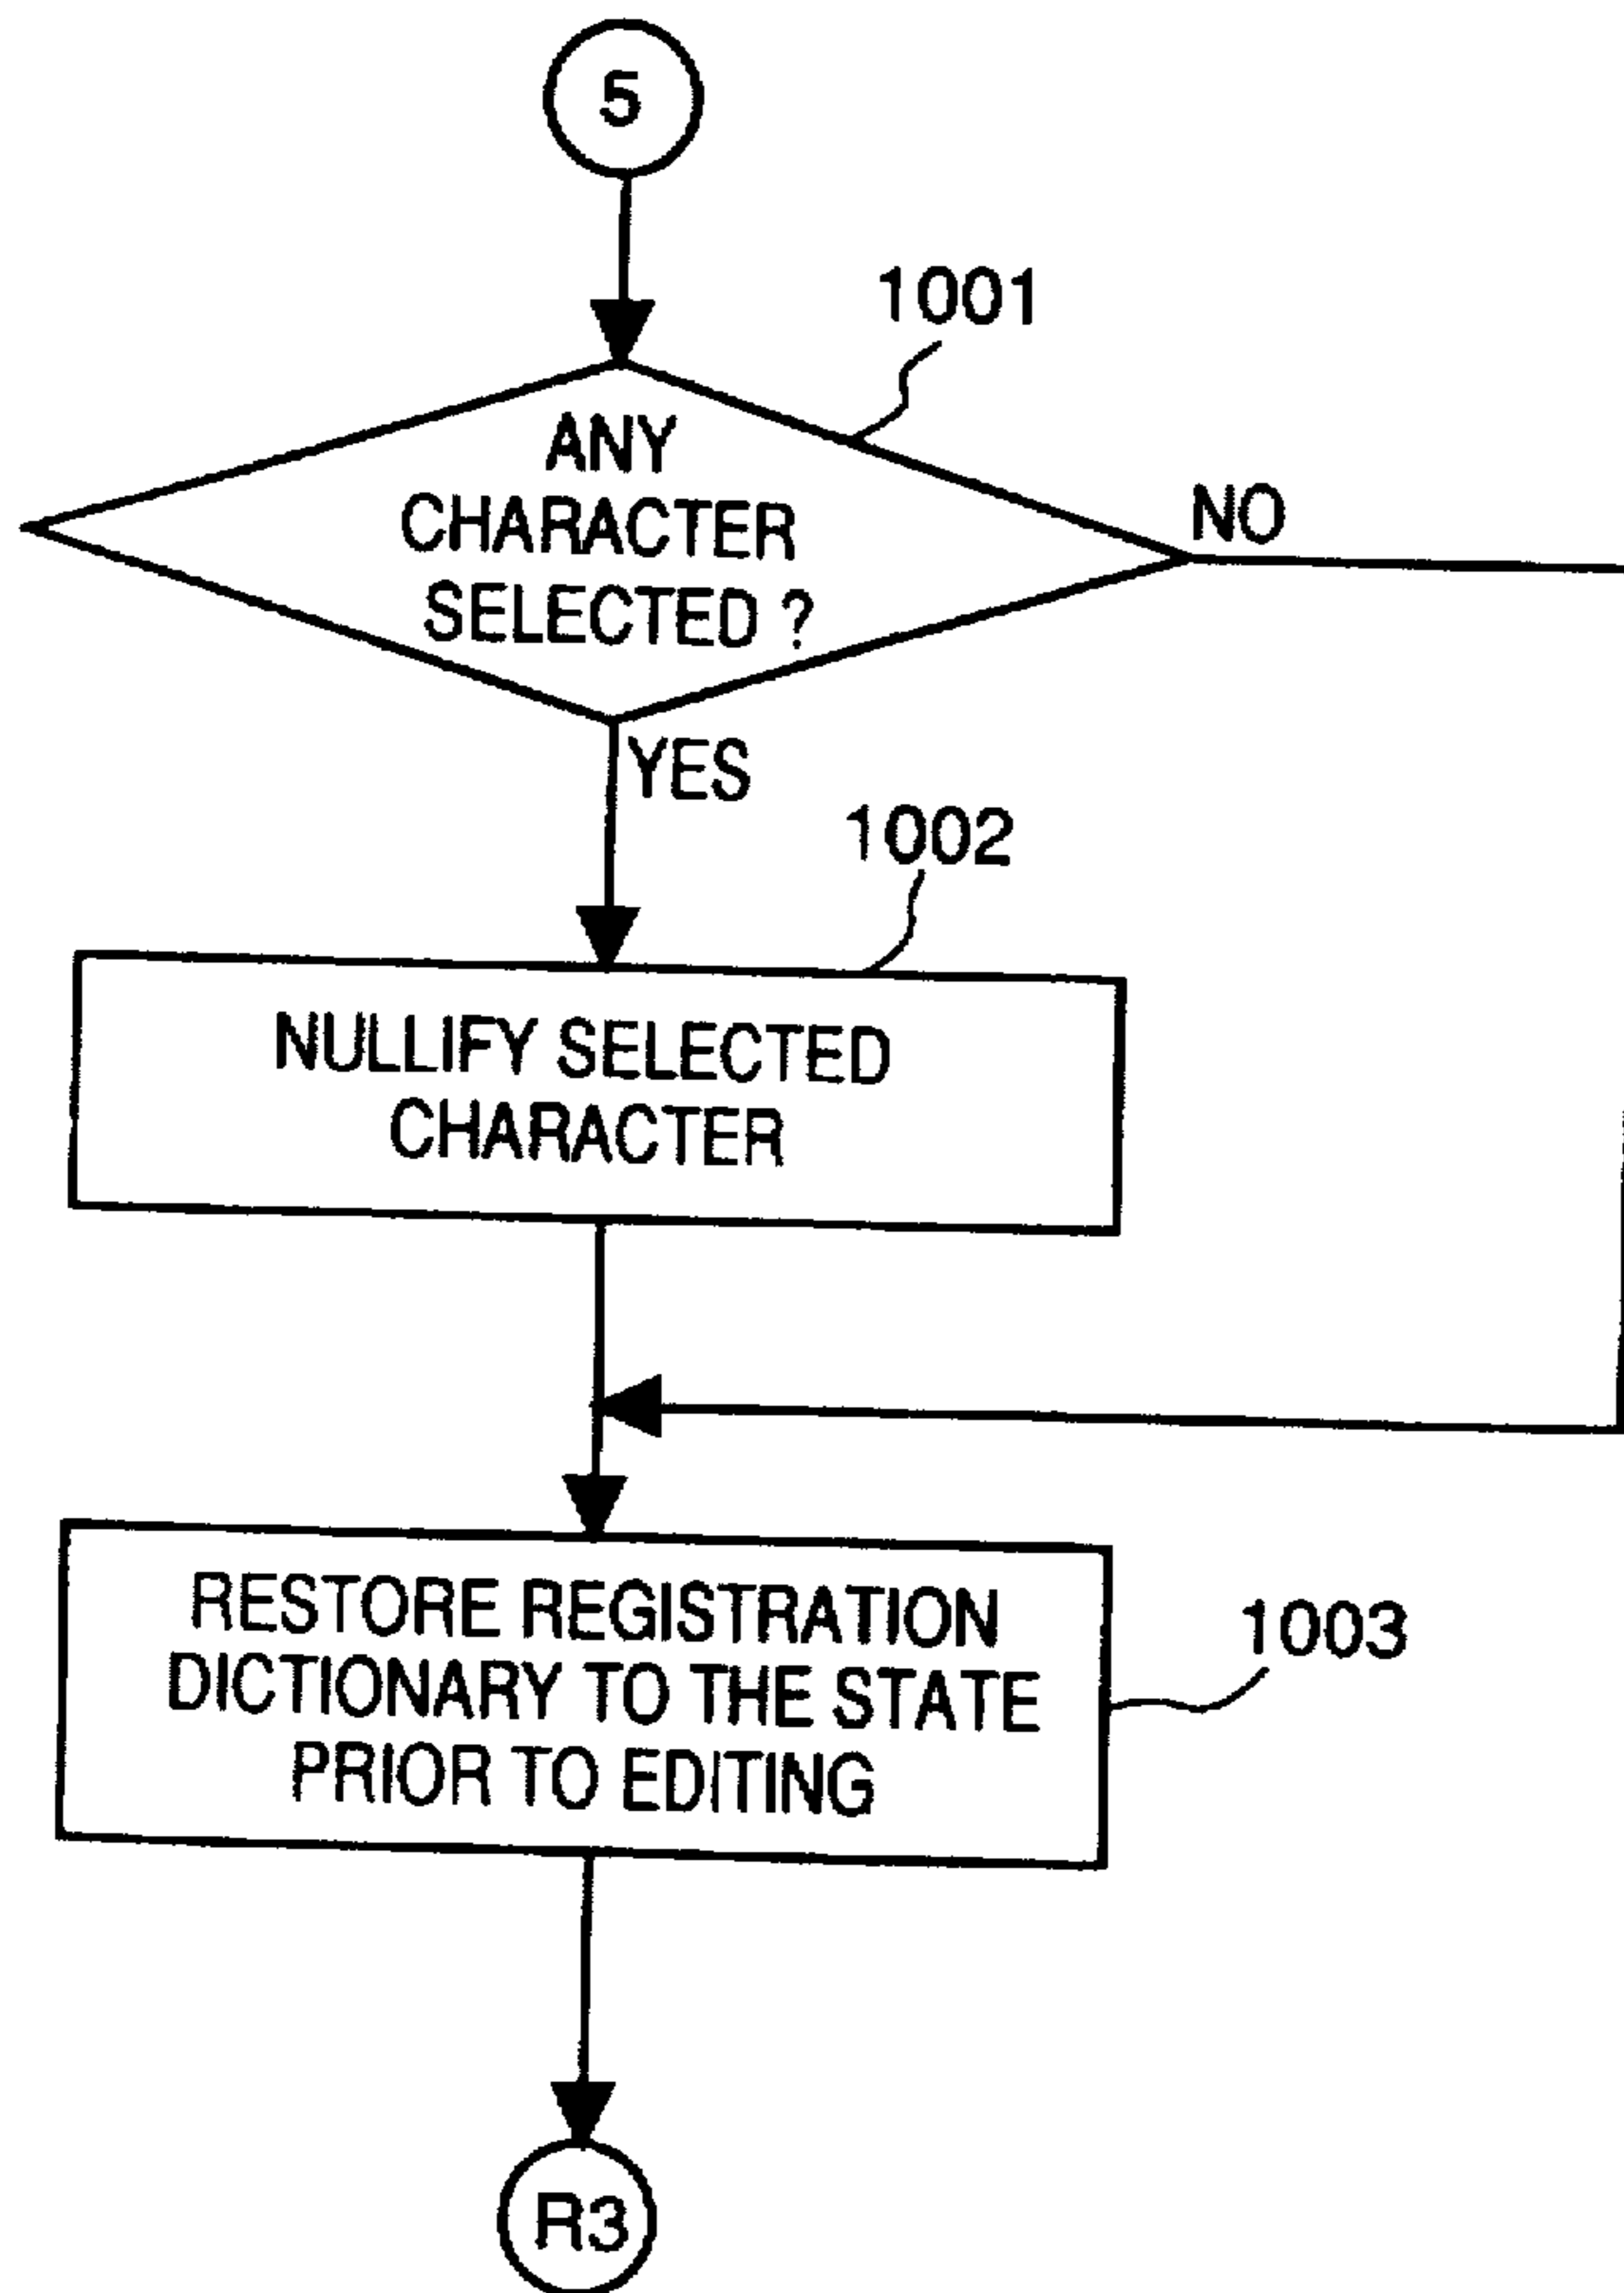 5
1001
ANY
CHARACTER
SELECTED ?
NO
YES
1002
NULLIFY SELECTED
CHARACTER
RESTORE REGISTRATION
DICTIONARY TO THE STATE
PRIOR TO EDITING
1003
R3